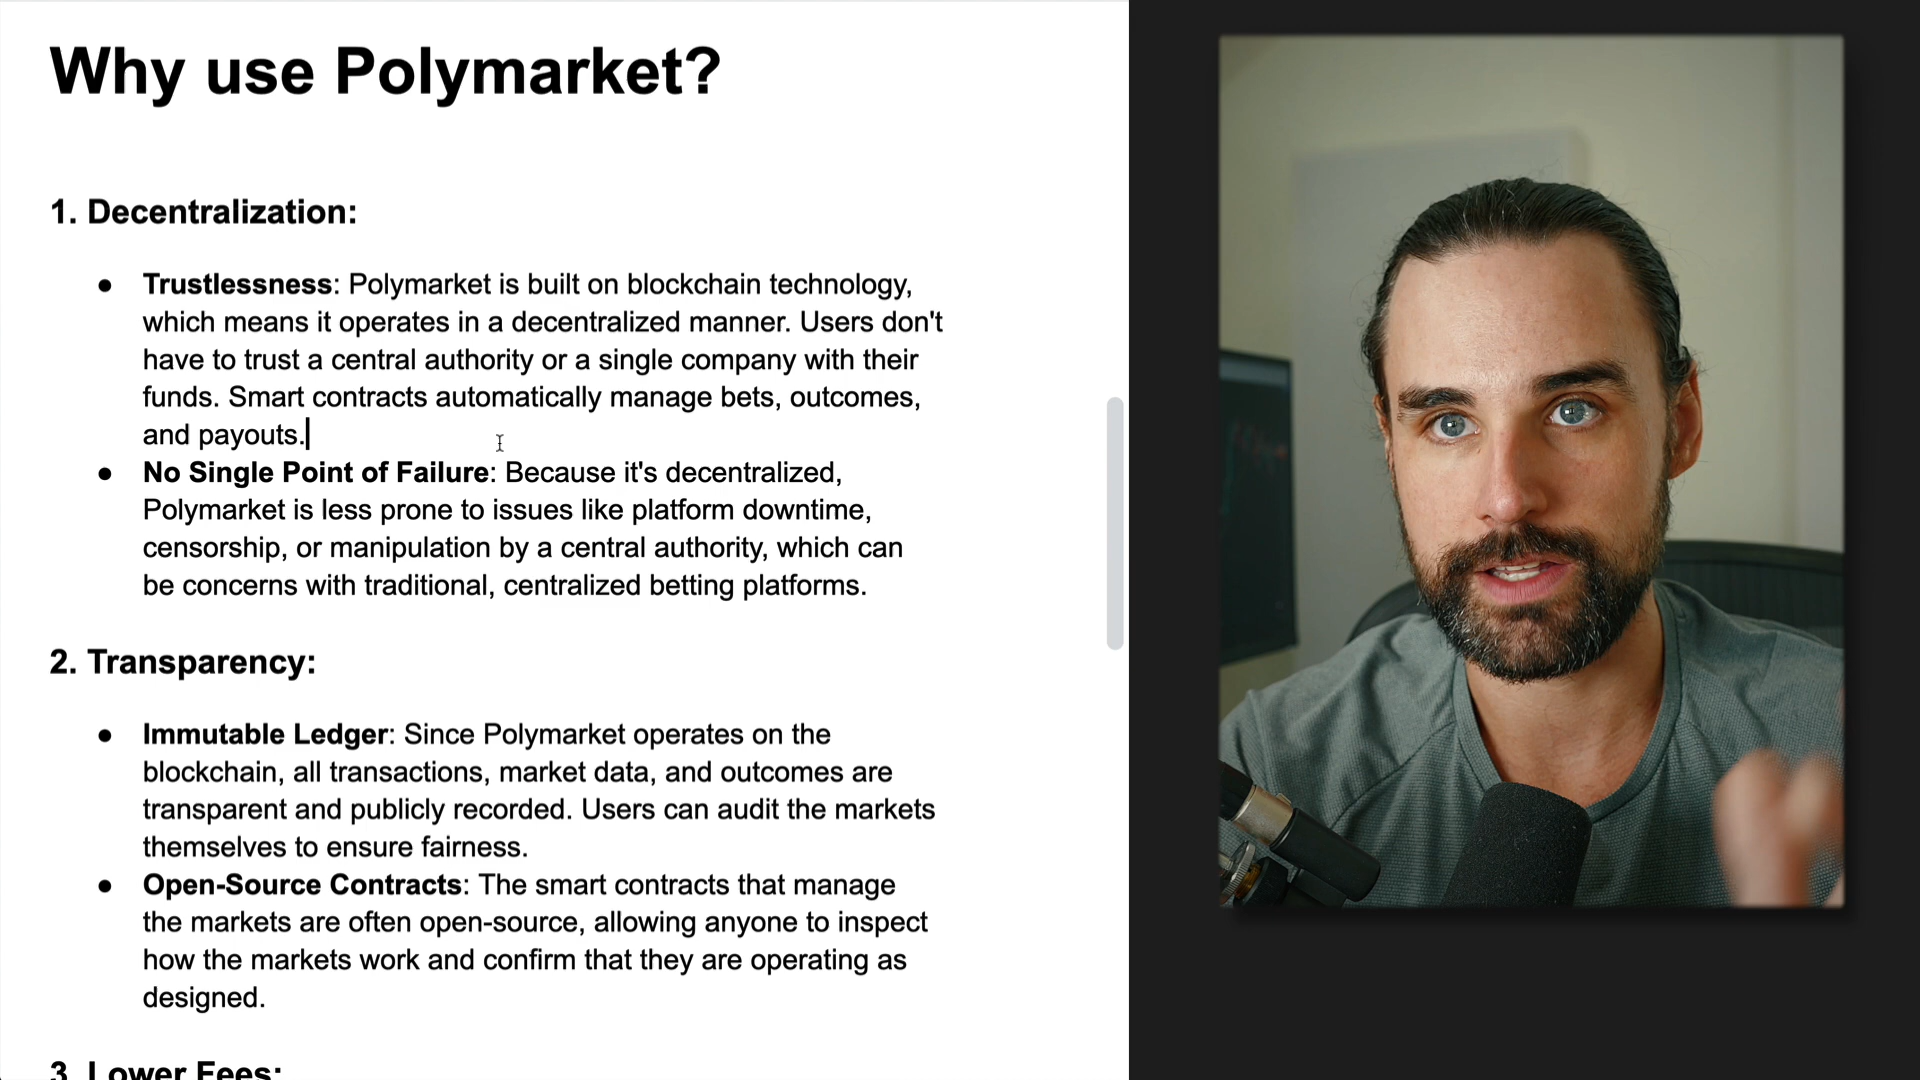 Why use Polymarket?
1. Decentralization:
● Trustlessness: Polymarket is built on blockchain technology,
which means it operates in a decentralized manner. Users don't
have to trust a central authority or a single company with their
funds. Smart contracts automatically manage bets, outcomes,
and payouts.
● No Single Point of Failure: Because it's decentralized,
Polymarket is less prone to issues like platform downtime,
censorship, or manipulation by a central authority, which can
be concerns with traditional, centralized betting platforms.
2. Transparency:
● Immutable Ledger: Since Polymarket operates on the
blockchain, all transactions, market data, and outcomes are
transparent and publicly recorded. Users can audit the markets
themselves to ensure fairness.
● Open-Source Contracts: The smart contracts that manage
the markets are often open-source, allowing anyone to inspect
how the markets work and confirm that they are operating as
designed.
3. Lower Fees: